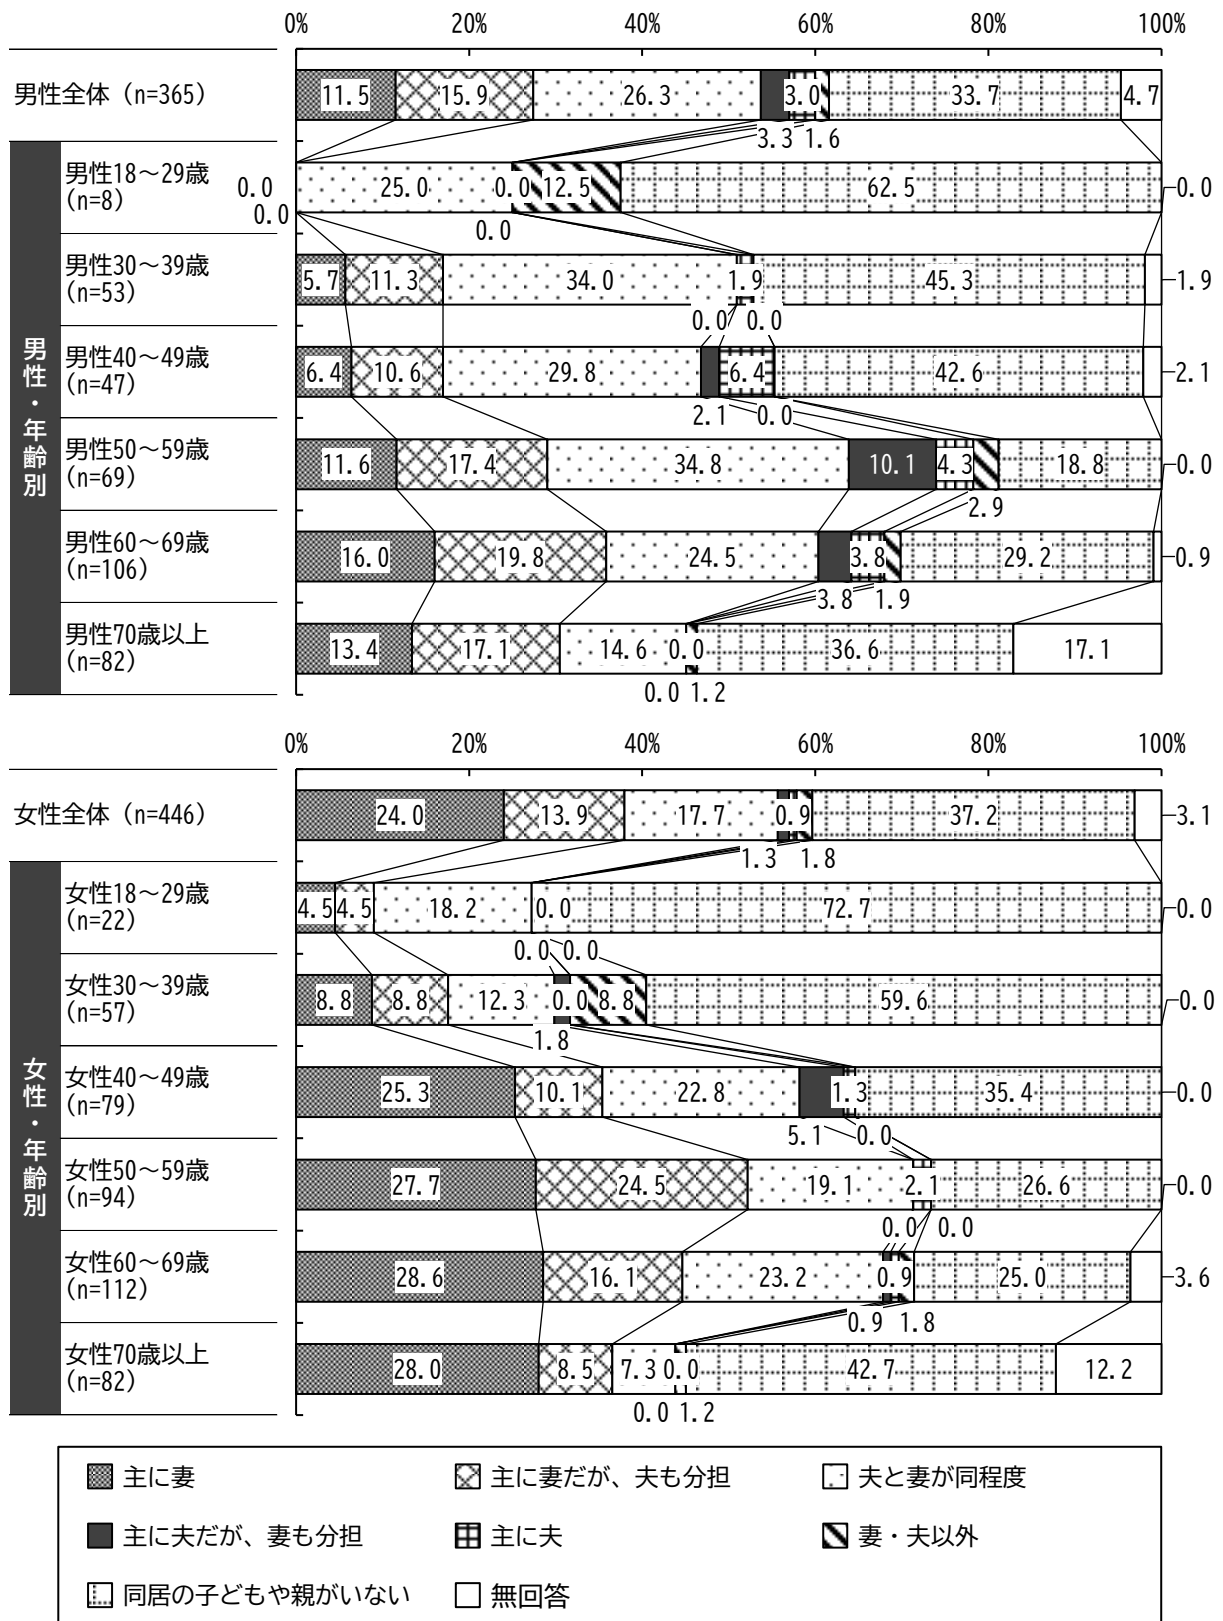 0% 20% 40% 60% 80% 100%
男性全体 (n=365) 11.5 15.9 26.3 3.0 33.7 4.7
3.3 1.6
男性・年齢別
男性18～29歳
(n=8)
0.0 25.0 0.0 12.5 62.5 0.0
0.0 0.0
男性30～39歳
(n=53)
5.7 11.3 34.0 1.9 45.3 1.9
0.0 0.0
男性40～49歳
(n=47)
6.4 10.6 29.8 6.4 42.6 2.1
2.1 0.0
男性50～59歳
(n=69)
11.6 17.4 34.8 10.1 4.3 18.8 0.0
2.9
男性60～69歳
(n=106)
16.0 19.8 24.5 3.8 29.2 0.9
3.8 1.9
男性70歳以上
(n=82)
13.4 17.1 14.6 0.0 36.6 17.1
0.0 1.2
0% 20% 40% 60% 80% 100%
女性全体 (n=446) 24.0 13.9 17.7 0.9 37.2 3.1
1.3 1.8
女性・年齢別
女性18～29歳
(n=22)
4.5 4.5 18.2 0.0 72.7 0.0
0.0 0.0
女性30～39歳
(n=57)
8.8 8.8 12.3 0.0 8.8 59.6 0.0
1.8
女性40～49歳
(n=79)
25.3 10.1 22.8 1.3 35.4 0.0
5.1 0.0
女性50～59歳
(n=94)
27.7 24.5 19.1 2.1 26.6 0.0
0.0 0.0
女性60～69歳
(n=112)
28.6 16.1 23.2 0.9 25.0 3.6
0.9 1.8
女性70歳以上
(n=82)
28.0 8.5 7.3 0.0 42.7 12.2
0.0 1.2
主に妻 主に妻だが、夫も分担 夫と妻が同程度
主に夫だが、妻も分担 主に夫 妻・夫以外
同居の子どもや親がいない 無回答